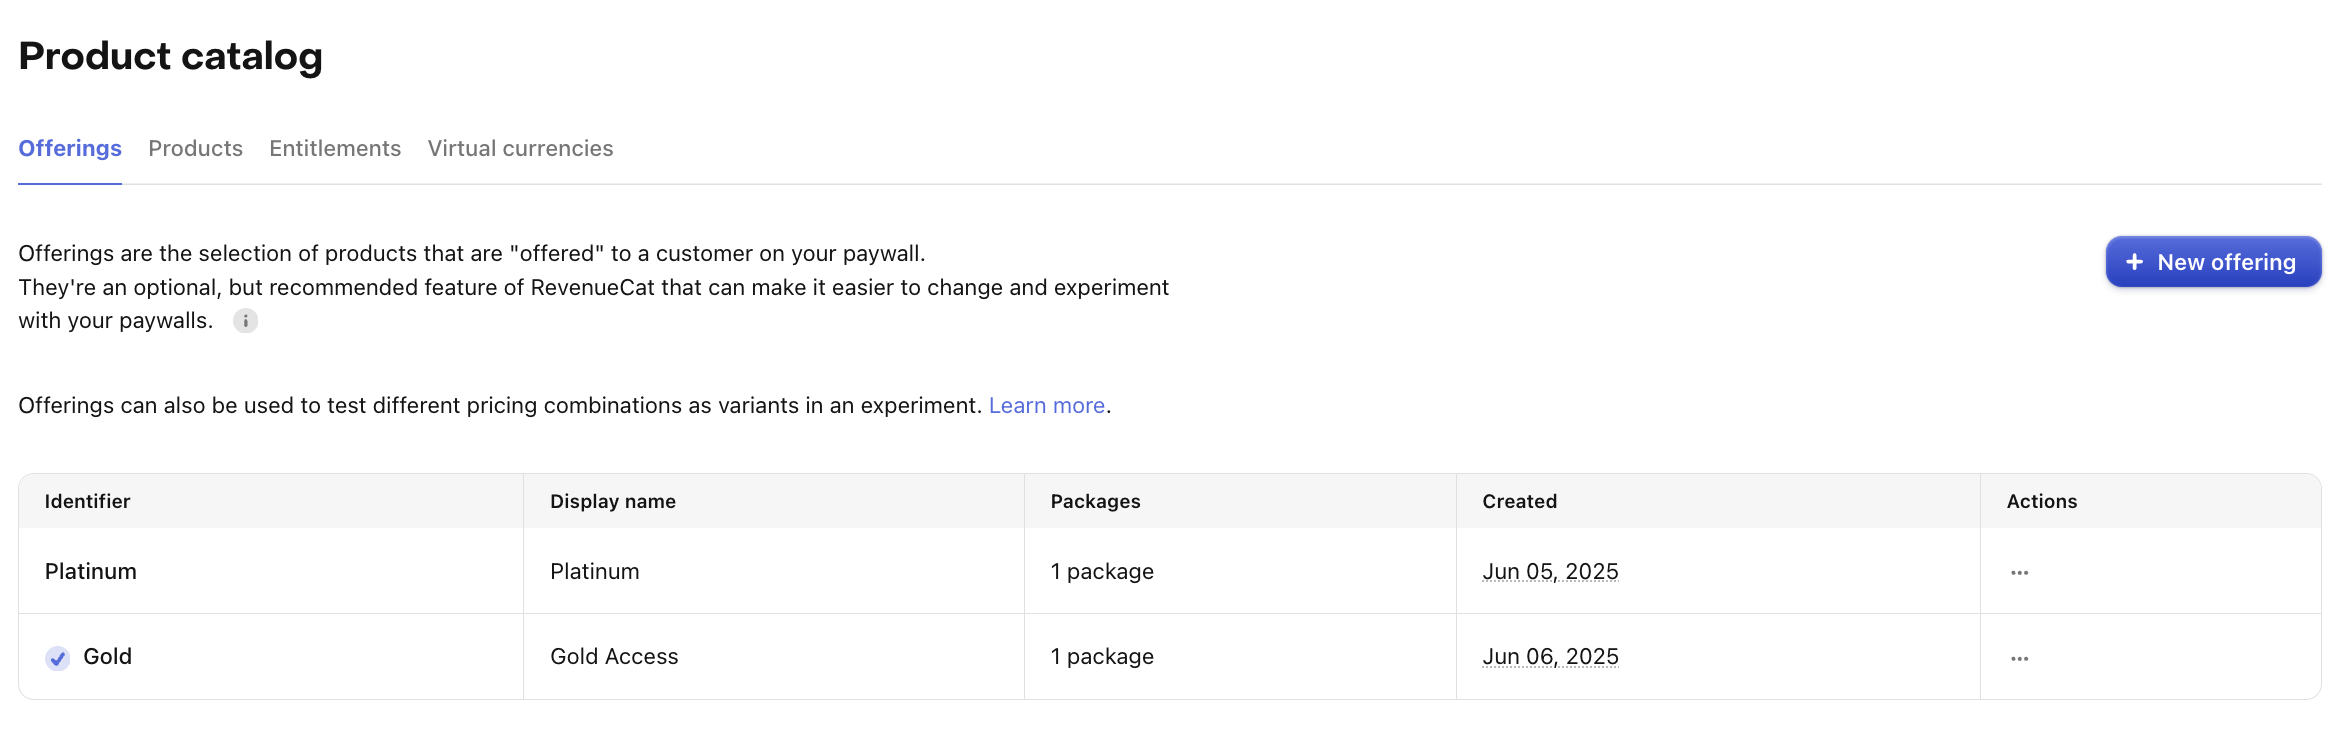 Product catalog
Offerings Products Entitlements Virtual currencies
Offerings are the selection of products that are "offered" to a customer on your paywall.
They're an optional, but recommended feature of RevenueCat that can make it easier to change and experiment
with your paywalls.
+ New offering
Offerings can also be used to test different pricing combinations as variants in an experiment. Learn more.
Identifier Display name Packages Created Actions
Platinum Platinum 1 package Jun 05, 2025
Gold Gold Access 1 package Jun 06, 2025